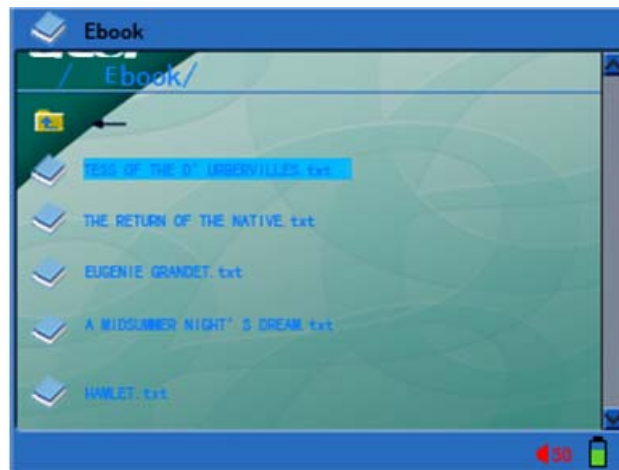 Ebook
/ Ebook/
TESS OF THE D' URBERVILLES.txt
THE RETURN OF THE NATIVE.txt
EUGENIE GRANDET.txt
A MIDSUMMER NIGHT' S DREAM.txt
HAMLET.txt
30